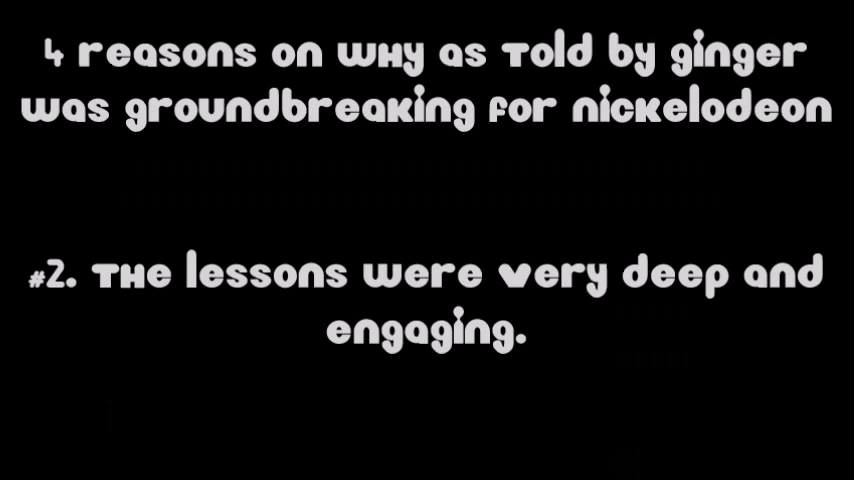 4 reasons on why as told by ginger
was groundbreaking for nickelodeon
#2. the lessons were very deep and
engaging.